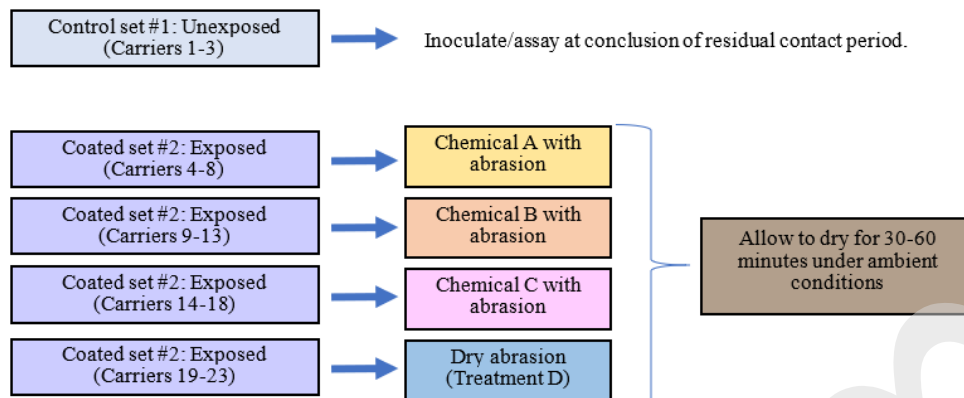 Control set #1: Unexposed
(Carriers 1-3)
Inoculate/assay at conclusion of residual contact period.
Coated set #2: Exposed
(Carriers 4-8)
Chemical A with
abrasion
Coated set #2: Exposed
(Carriers 9-13)
Chemical B with
abrasion
Allow to dry for 30-60
minutes under ambient
conditions
Coated set #2: Exposed
(Carriers 14-18)
Chemical C with
abrasion
Coated set #2: Exposed
(Carriers 19-23)
Dry abrasion
(Treatment D)